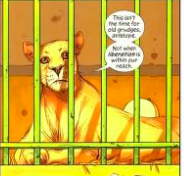 This isn't
the time for
old grudges,
antelope.
Not when
liberation is
within our
reach.